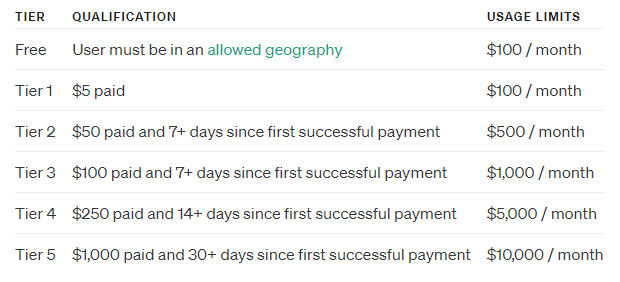 TIER QUALIFICATION USAGE LIMITS
Free User must be in an allowed geography $100 / month
Tier 1 $5 paid $100 / month
Tier 2 $50 paid and 7+ days since first successful payment $500 / month
Tier 3 $100 paid and 7+ days since first successful payment $1,000 / month
Tier 4 $250 paid and 14+ days since first successful payment $5,000 / month
Tier 5 $1,000 paid and 30+ days since first successful payment $10,000 / month